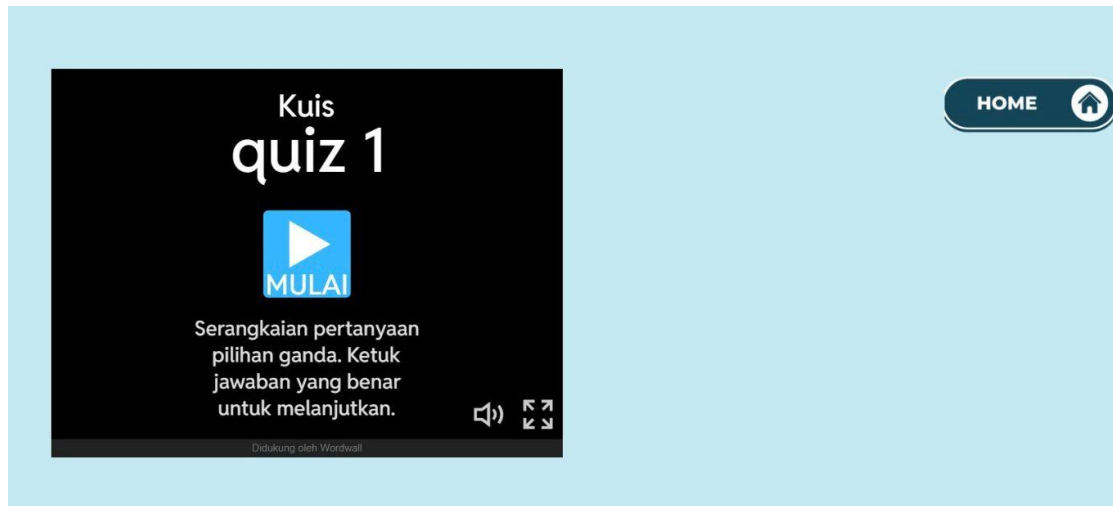 Kuis
quiz 1
MULAI
Serangkaian pertanyaan
pilihan ganda. Ketuk
jawaban yang benar
untuk melanjutkan.
Didukung oleh Wordwall
HOME